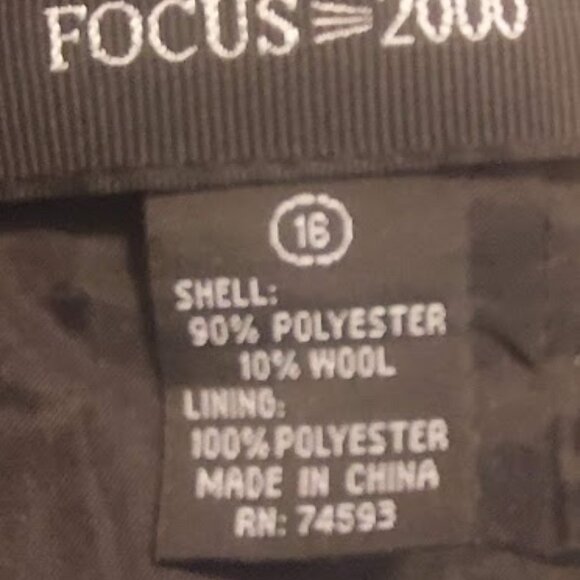 FOCUS 2000
16
SHELL:
90% POLYESTER
10% WOOL
LINING:
100% POLYESTER
MADE IN CHINA
RN: 74593